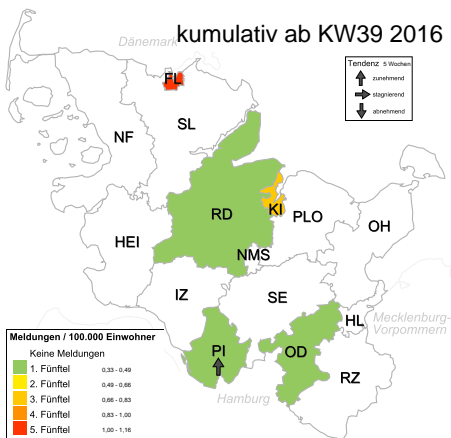 kumulativ ab KW39 2016
Dänemark
Tendenz 5 Wochen
zunehmend
stagnierend
abnehmend
FL
SL
NF
RD
KI
PLO
OH
HEI
NMS
IZ
SE
HL
Mecklenburg-
Vorpommern
PI
OD
RZ
Hamburg
Meldungen / 100.000 Einwohner
Keine Meldungen
1. Fünftel 0,33 - 0,49
2. Fünftel 0,49 - 0,66
3. Fünftel 0,66 - 0,83
4. Fünftel 0,83 - 1,00
5. Fünftel 1,00 - 1,16